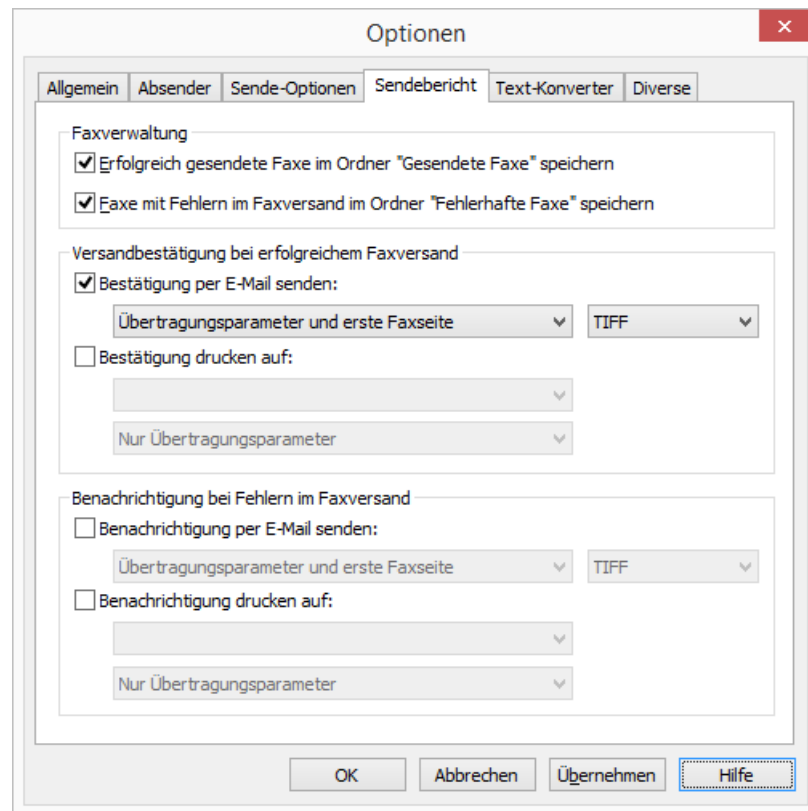 Optionen
Allgemein Absender Sende-Optionen Sendebericht Text-Konverter Diverse
Faxverwaltung
Erfolgreich gesendete Faxe im Ordner "Gesendete Faxe" speichern
Faxe mit Fehlern im Faxversand im Ordner "Fehlerhafte Faxe" speichern
Versandbestätigung bei erfolgreichem Faxversand
Bestätigung per E-Mail senden:
Übertragungsparameter und erste Faxseite TIFF
Bestätigung drucken auf:
Nur Übertragungsparameter
Benachrichtigung bei Fehlern im Faxversand
Benachrichtigung per E-Mail senden:
Übertragungsparameter und erste Faxseite TIFF
Benachrichtigung drucken auf:
Nur Übertragungsparameter
OK Abbrechen Übernehmen Hilfe